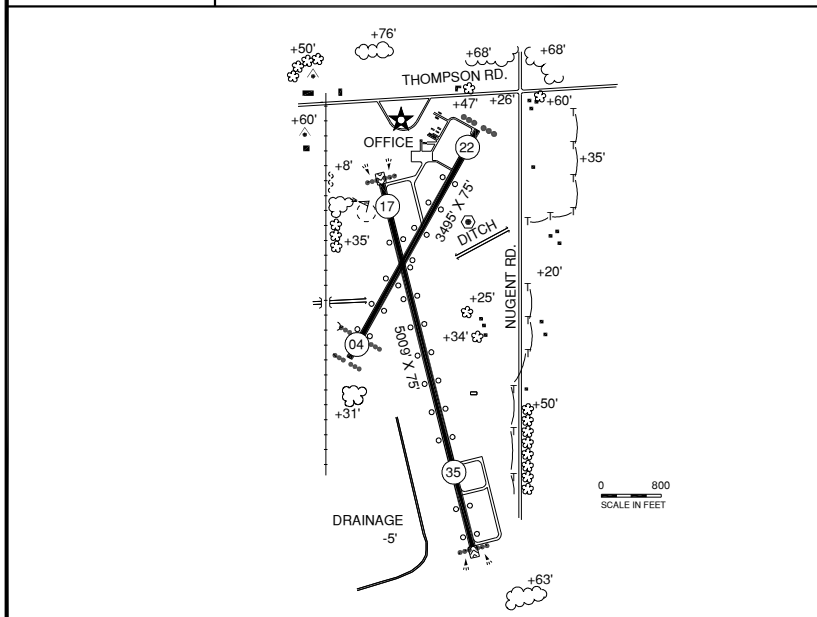 +76'
+50'
+68'
+68'
THOMPSON RD.
+47'
+26'
+60'
+60'
OFFICE
22
+35'
+8'
17
3495' X 75'
DITCH
+35'
NUGENT RD.
+20'
+25'
+34'
04
5009' X 75'
+31'
+50'
35
0 800
SCALE IN FEET
DRAINAGE
-5'
+63'